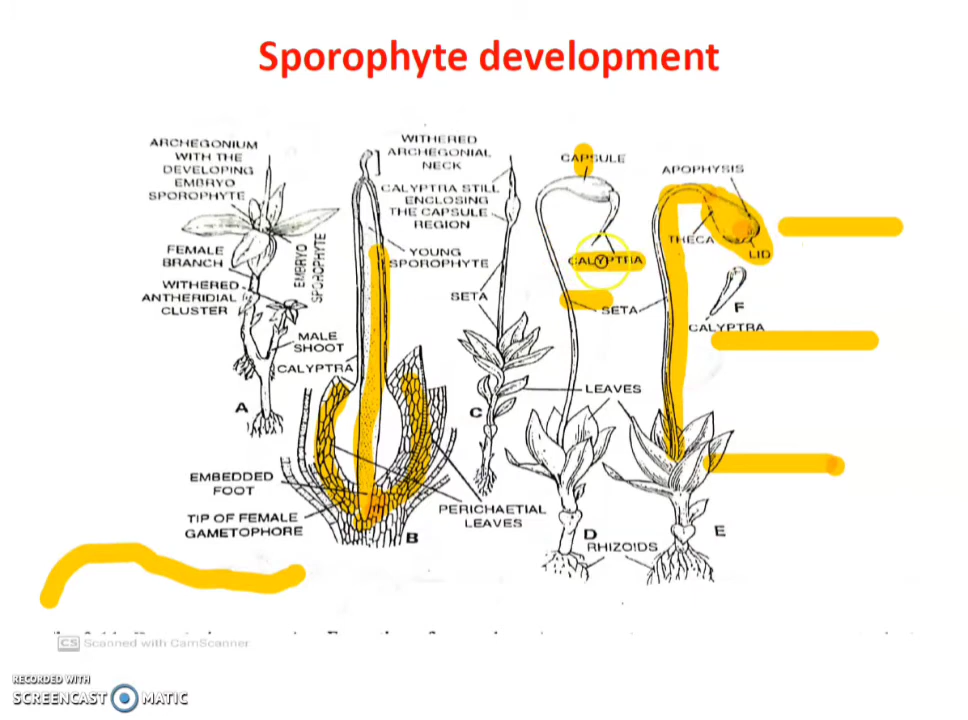 Sporophyte development
ARCHEGONIUM
WITH THE
DEVELOPING
EMBRYO
SPOROPHYTE
FEMALE
BRANCH
WITHERED
ANTHERIDIAL
CLUSTER
EMBRYO
SPOROPHYTE
MALE
SHOOT
CALYPTRA
A
EMBEDDED
FOOT
TIP OF FEMALE
GAMETOPHORE
B
WITHERED
ARCHEGONIAL
NECK
CALYPTRA STILL
ENCLOSING
THE CAPSULE
REGION
YOUNG
SPOROPHYTE
SETA
C
PERICHAETIAL
LEAVES
CAPSULE
CALYPTRA
SETA
LEAVES
D
RHIZOIDS
APOPHYSIS
THECA
LID
F
CALYPTRA
E
CS Scanned with CamScanner
RECORDED WITH
SCREENCAST MATIC